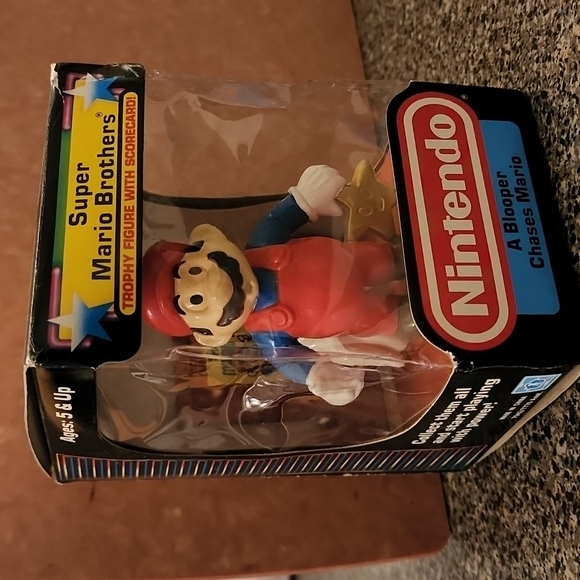 Super
Mario Brothers®
TROPHY FIGURE WITH SCORECARD!
Nintendo®
A Blooper
Chases Mario
Ages: 5 & Up
Collect them all
and start playing
with power!